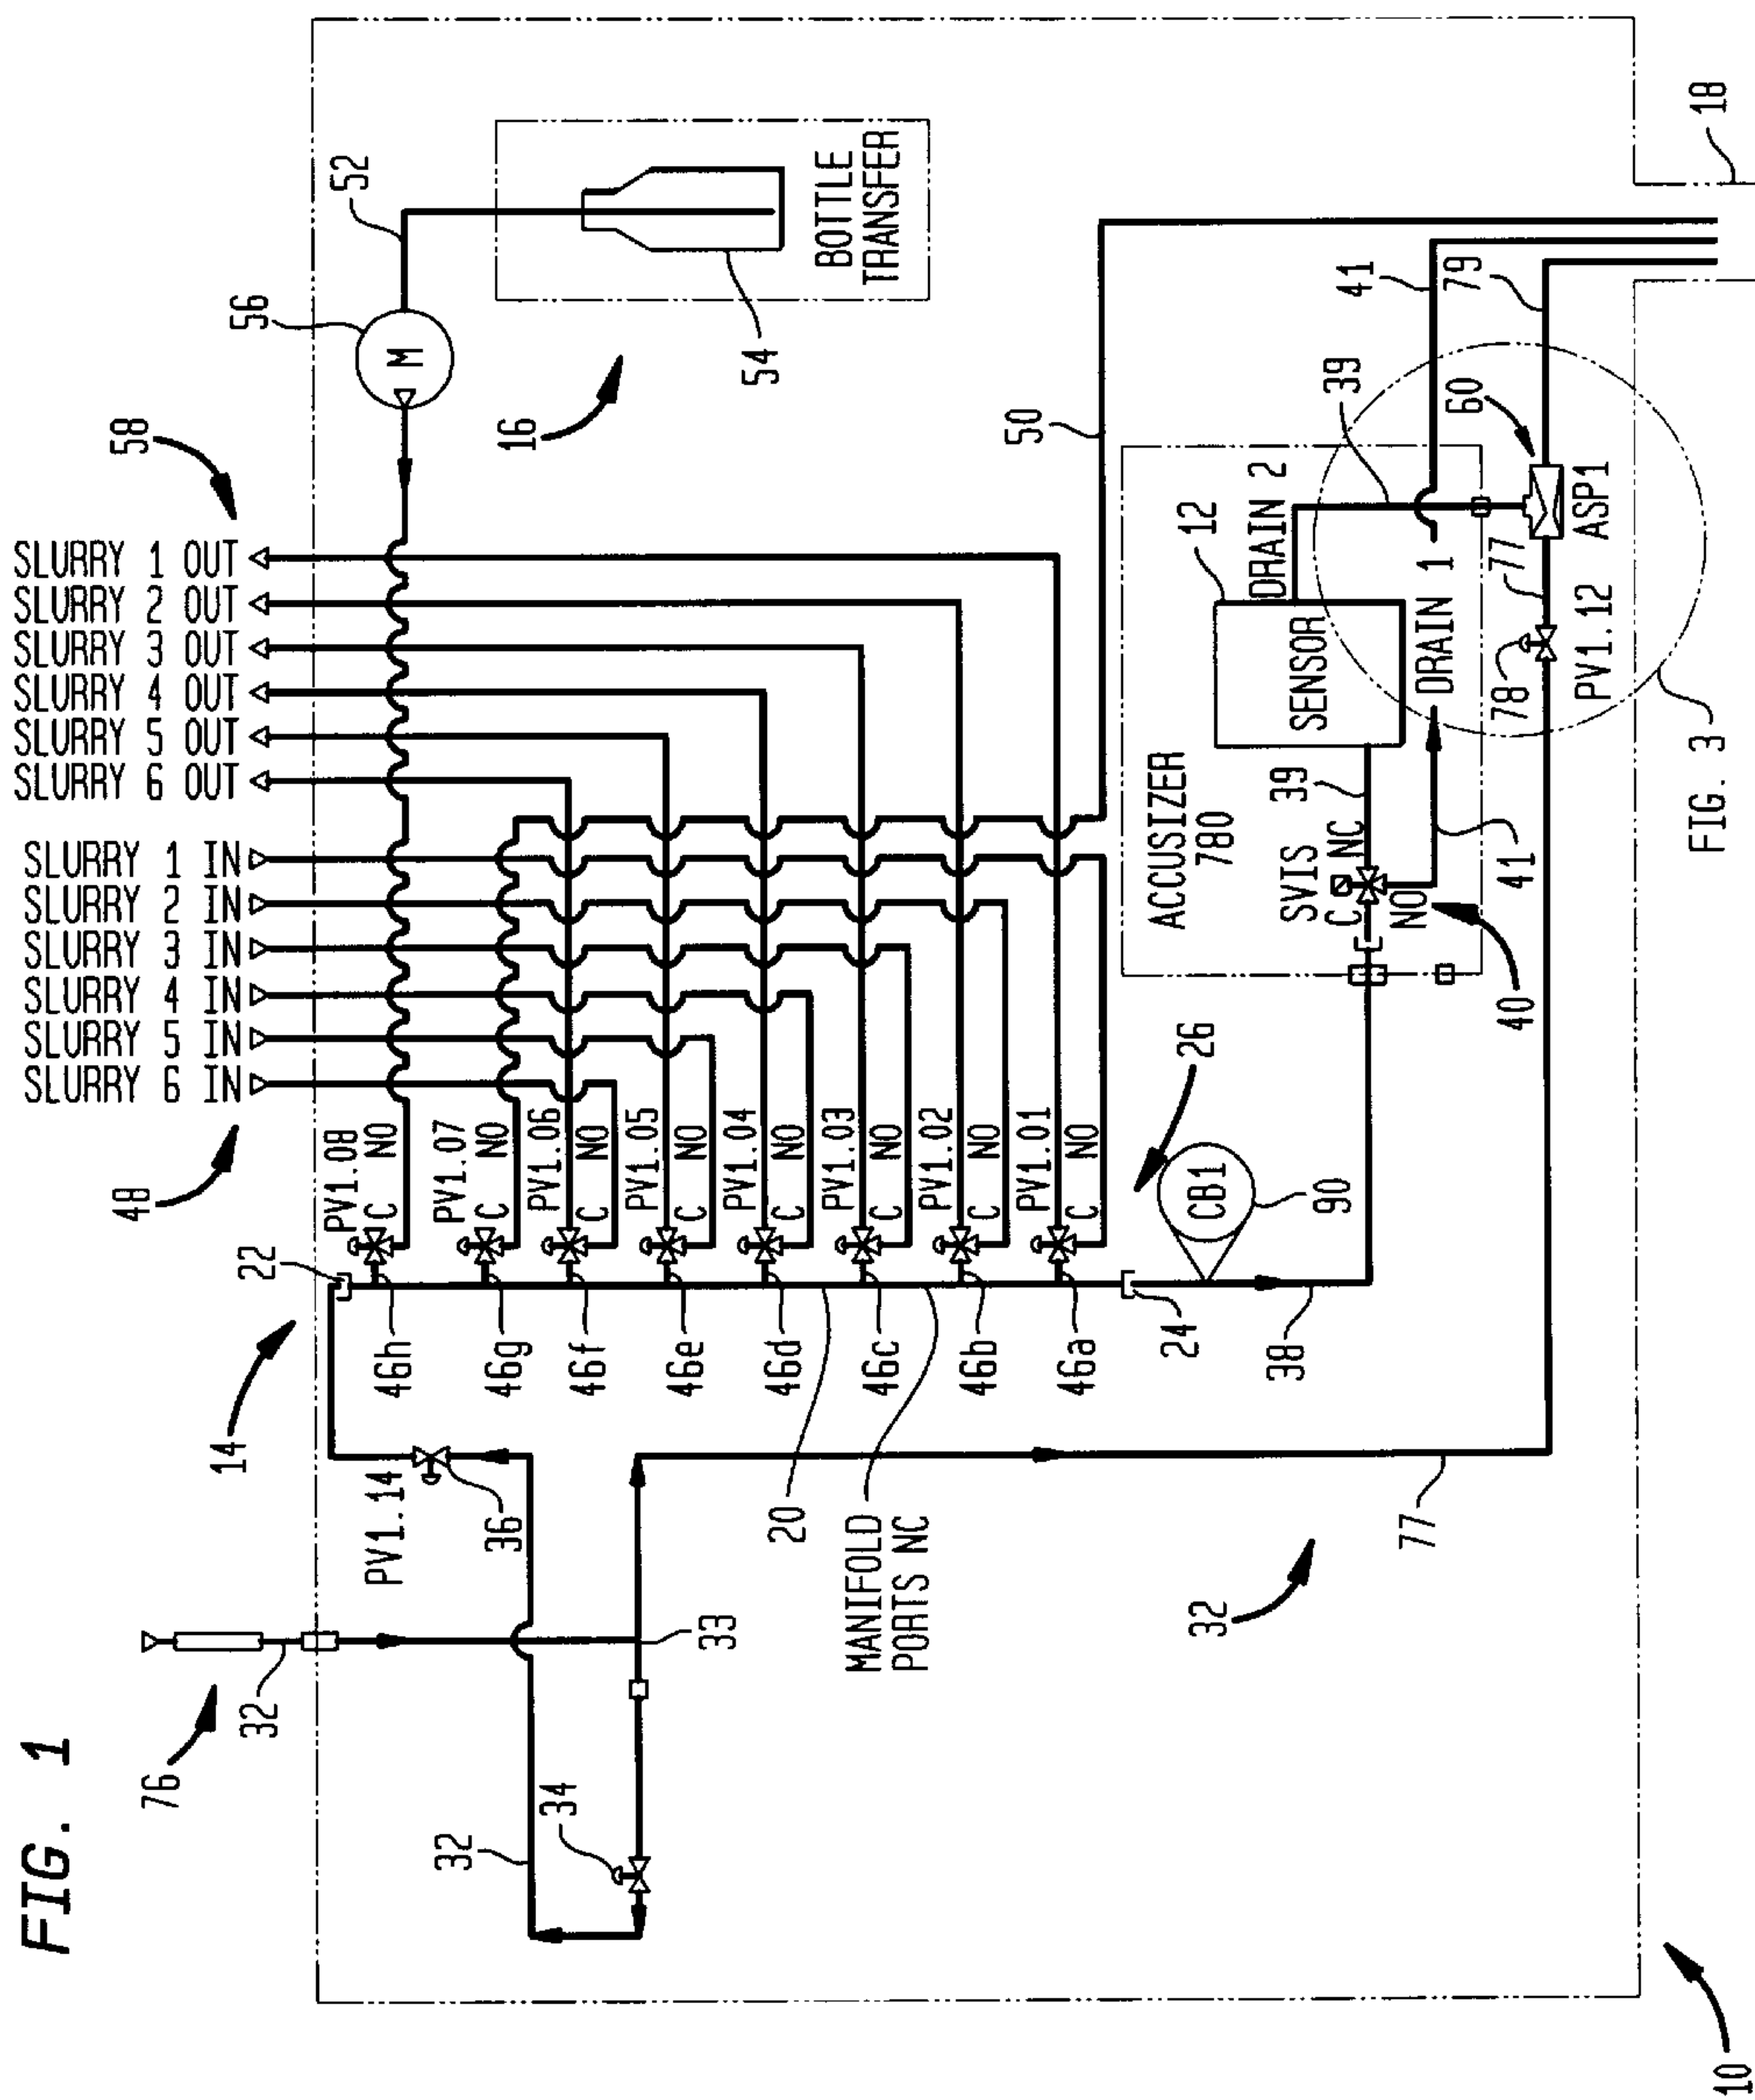 FIG. 1
76
32
14
22
48
SLURRY 6 IN
SLURRY 5 IN
SLURRY 4 IN
SLURRY 3 IN
SLURRY 2 IN
SLURRY 1 IN
SLURRY 6 OUT
SLURRY 5 OUT
SLURRY 4 OUT
SLURRY 3 OUT
SLURRY 2 OUT
SLURRY 1 OUT
58
56
M
52
PV1.14
36
32
34
33
46h
PV1.08
C NO
46g
PV1.07
C NO
46f
PV1.06
C NO
46e
PV1.05
C NO
46d
PV1.04
C NO
46c
PV1.03
C NO
46b
PV1.02
C NO
46a
PV1.01
C NO
16
54
BOTTLE
TRANSFER
20
MANIFOLD
PORTS NC
24
26
CB1
90
38
50
ACCUSIZER
780
12
SENSOR
DRAIN 2
39
39
SVIS
C NC
NO
40
41
DRAIN 1
41
60
79
77
78
PV1.12
ASP1
3
FIG. 3
18
32
77
10